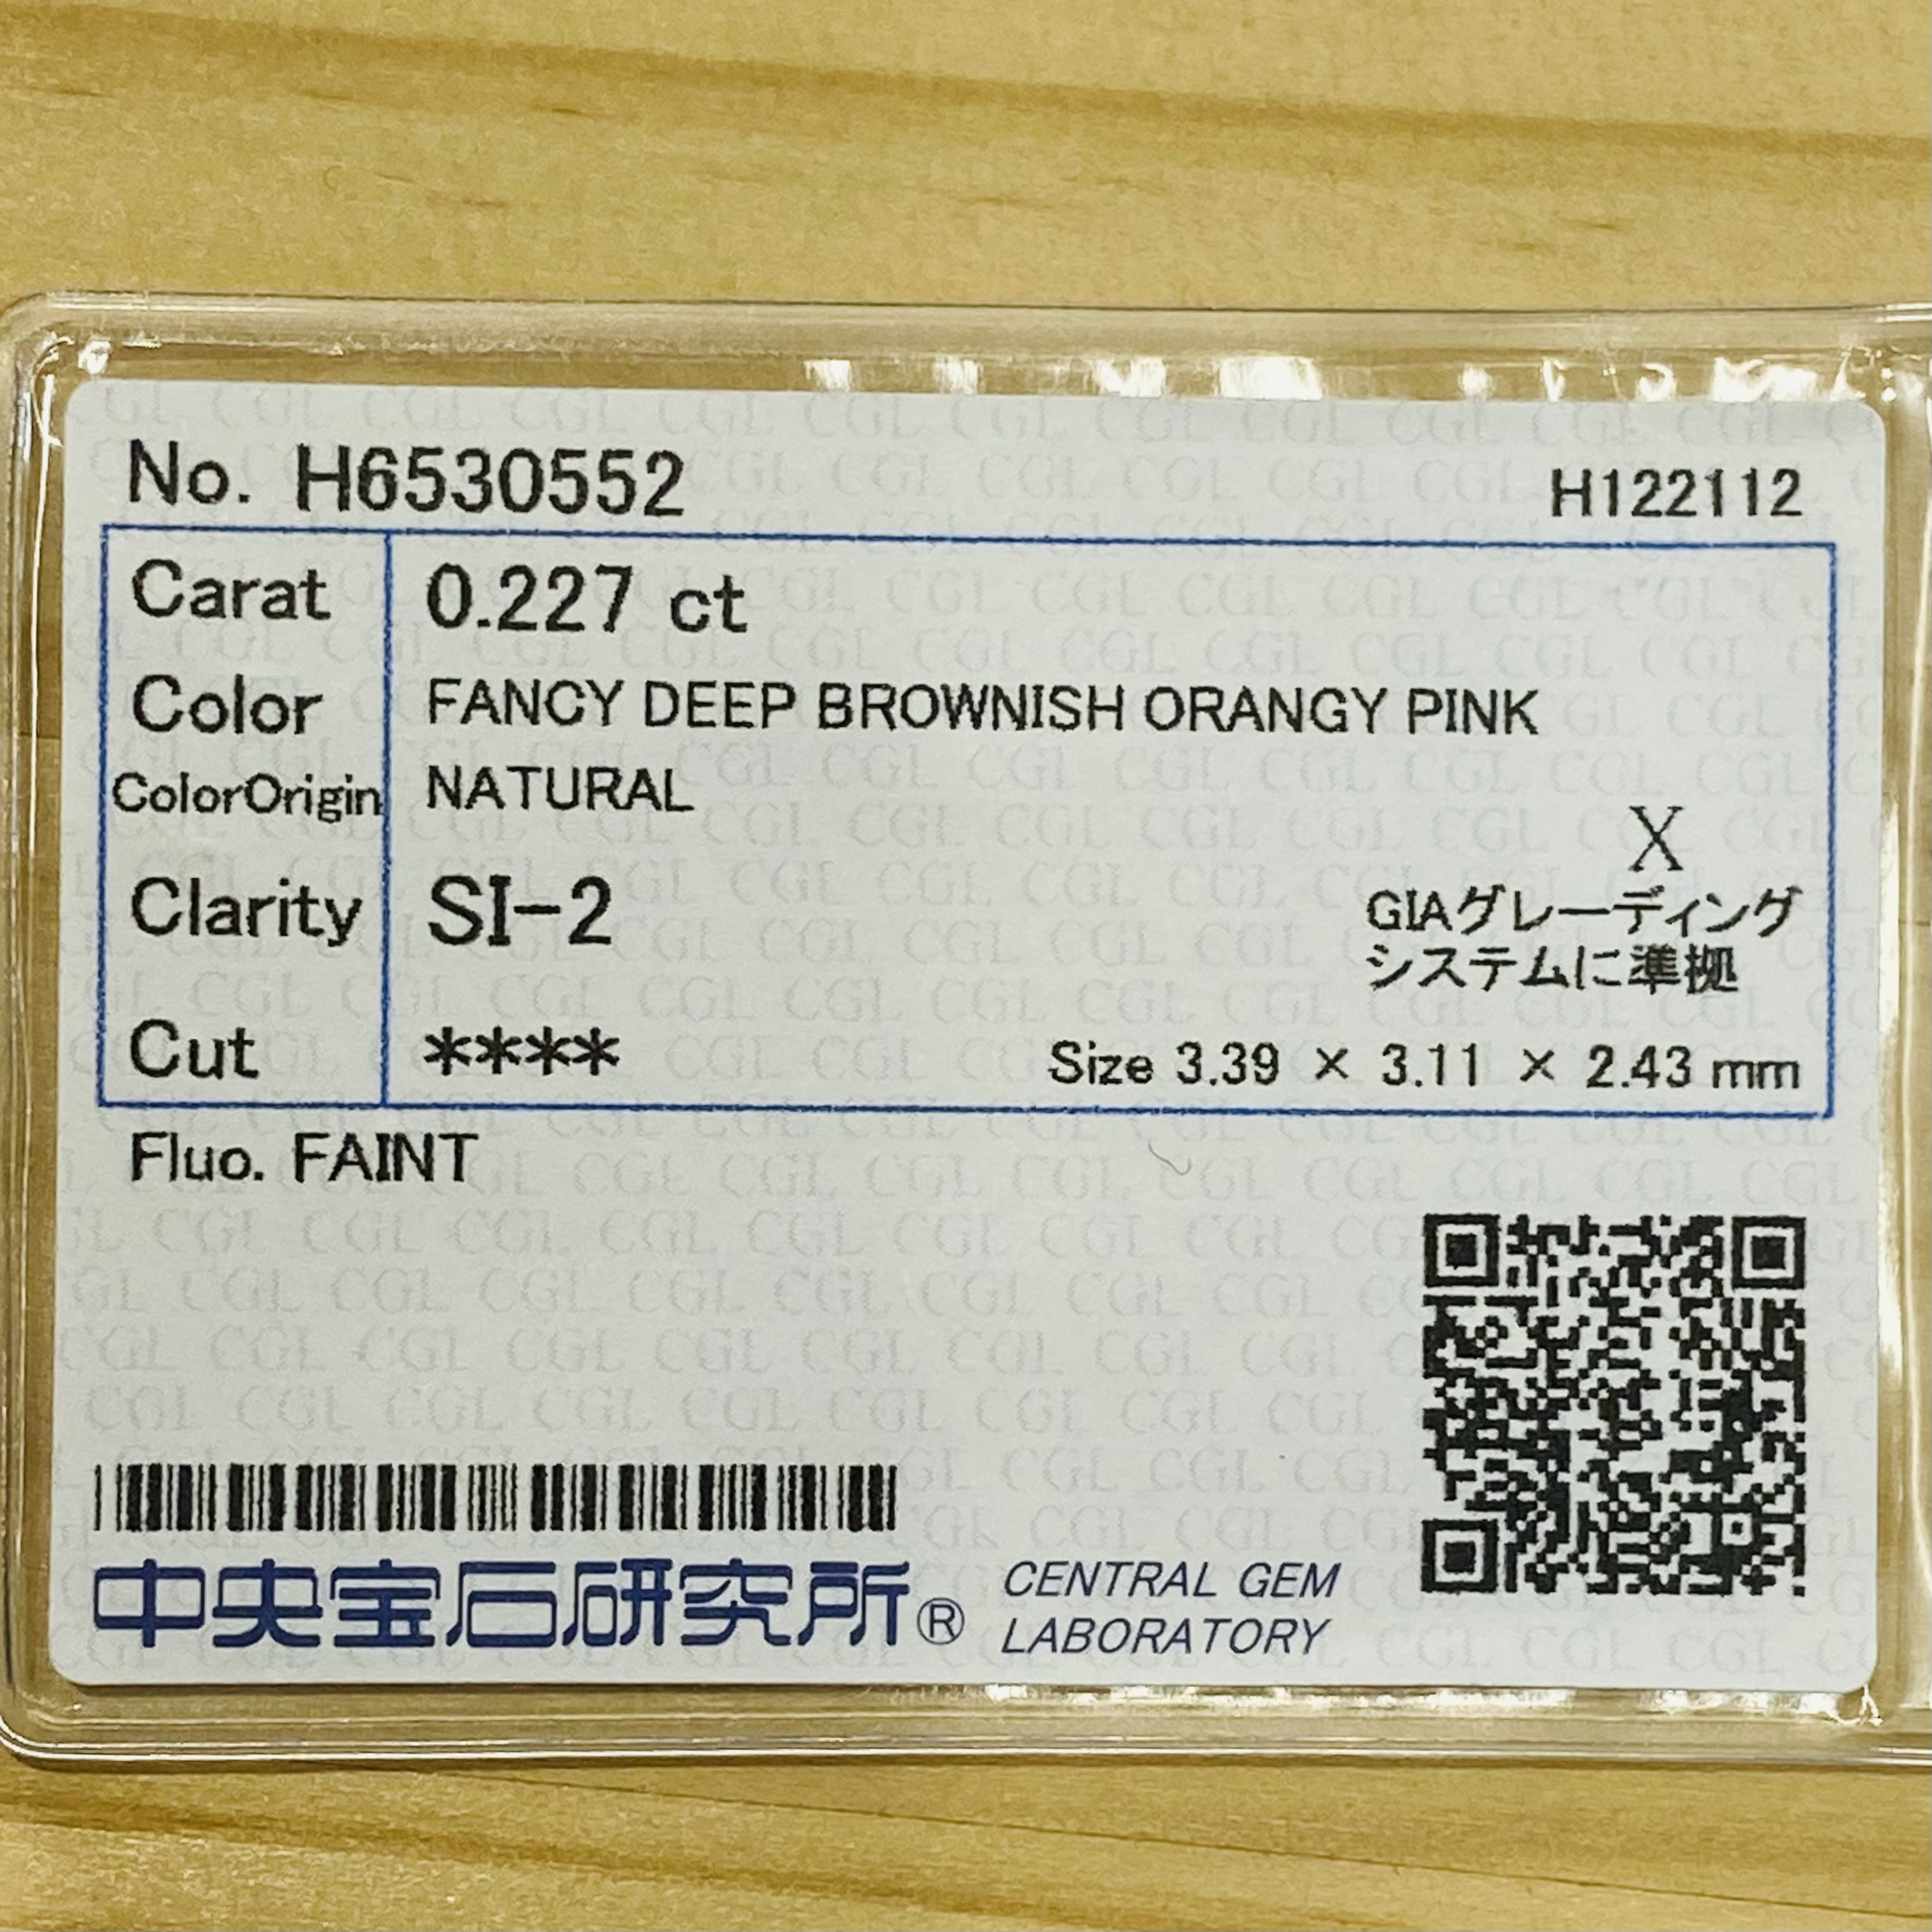 No. H6530552
H122112
Carat 0.227 ct
Color FANCY DEEP BROWNISH ORANGY PINK
ColorOrigin NATURAL
X
Clarity SI-2
GIAグレーディング
システムに準拠
Cut ****
Size 3.39 × 3.11 × 2.43 mm
Fluo. FAINT
中央宝石研究所®
CENTRAL GEM
LABORATORY